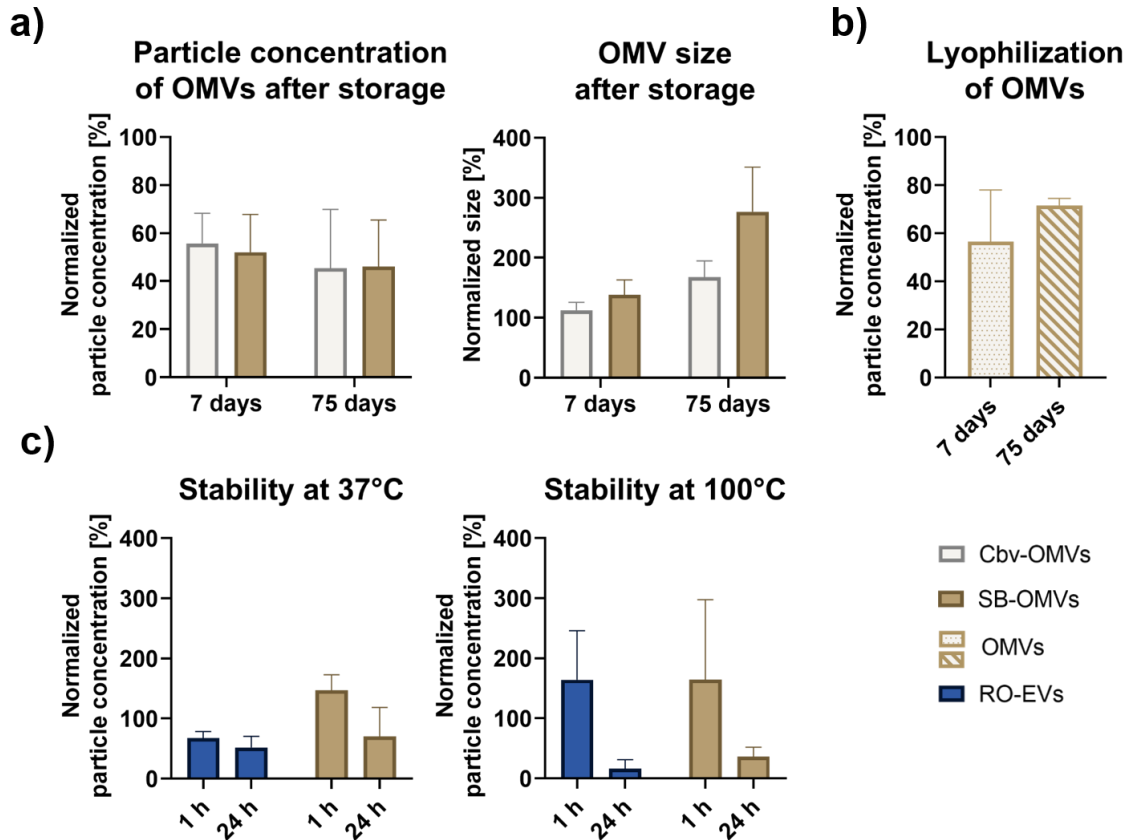 a)
Particle concentration
of OMVs after storage
Normalized
particle concentration [%]
100
80
60
40
20
0
7 days
75 days
OMV size
after storage
Normalized size [%]
400
300
200
100
0
7 days
75 days
b)
Lyophilization
of OMVs
Normalized
particle concentration [%]
100
80
60
40
20
0
7 days
75 days
c)
Stability at 37°C
Normalized
particle concentration [%]
400
300
200
100
0
1 h
24 h
1 h
24 h
Stability at 100°C
Normalized
particle concentration [%]
400
300
200
100
0
1 h
24 h
1 h
24 h
Cbv-OMVs
SB-OMVs
OMVs
RO-EVs